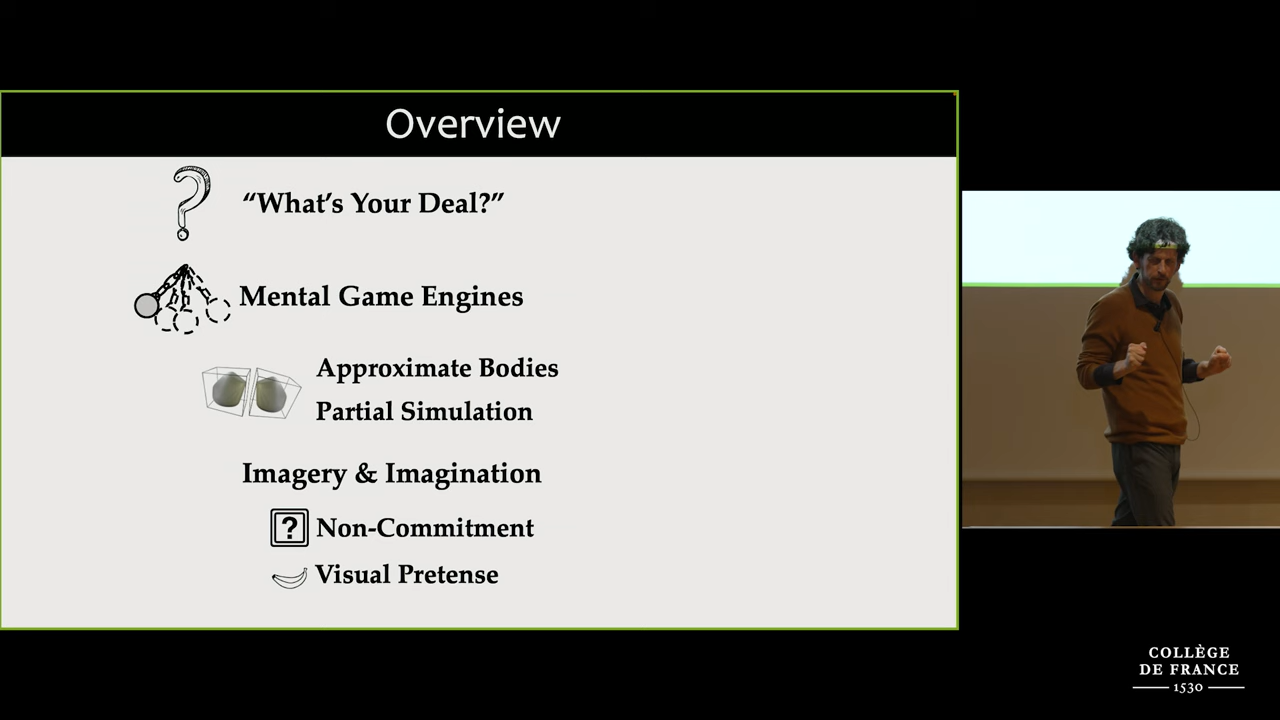 Overview
“What’s Your Deal?”
Mental Game Engines
Approximate Bodies
Partial Simulation
Imagery & Imagination
?
Non-Commitment
Visual Pretense
COLLÈGE
DE FRANCE
1530